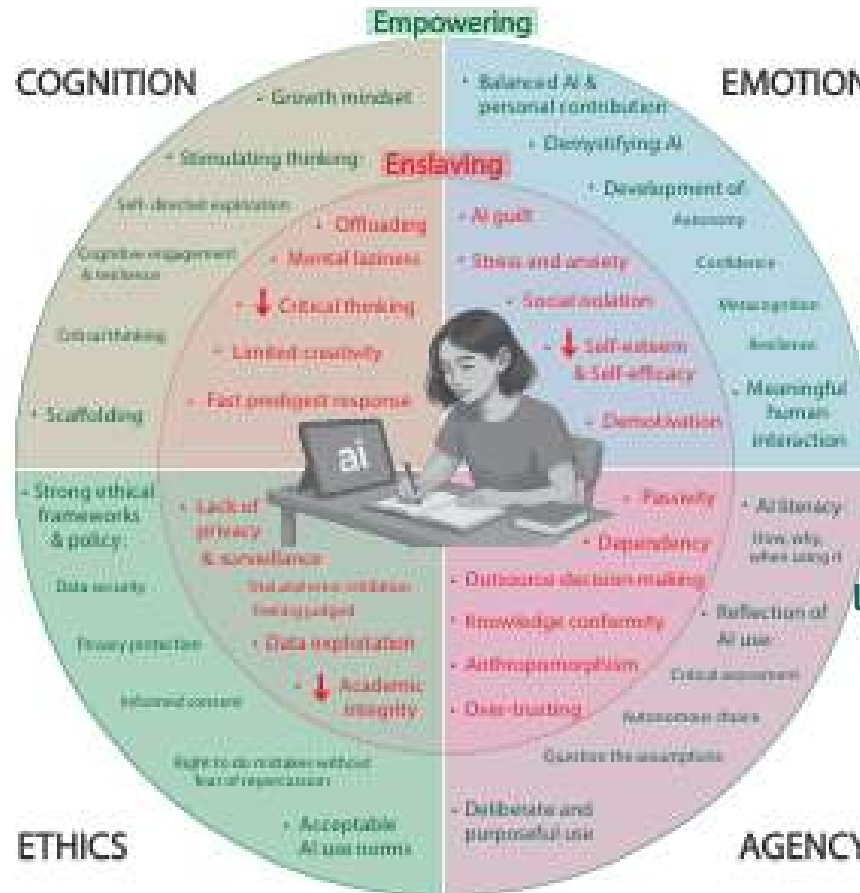 Empowering
COGNITION
• Growth mindset
• Stimulating thinking:
Self-directed exploration
Cognitive engagement
& resilience
Critical thinking
• Scaffolding
EMOTION
• Balanced AI &
personal contribution
• Demystifying AI
• Development of:
Autonomy
Confidence
Metacognition
Resilience
• Meaningful
human
interaction
Enslaving
• Offloading
• Mental laziness
• ↓ Critical thinking
• Limited creativity
• Fast predigest response
• AI guilt
• Stress and anxiety
• Social isolation
• ↓ Self-esteem
& Self-efficacy
• Demotivation
ai
• Strong ethical
frameworks
& policy:
Data security
Privacy protection
Informed consent
Right to do mistakes without
fear of repercussion
• Acceptable
AI use norms
ETHICS
• Lack of
privacy
& surveillance
inhibition
Feeling judged
• Data exploitation
• ↓ Academic
integrity
• Passivity
• Dependency
• Outsource decision making
• Knowledge conformity
• Anthropomorphism
• Over-trusting
• AI literacy:
How, why,
when using it
• Reflection of
AI use:
Critical assessment
Autonomous choice
Question the assumptions
• Deliberate and
purposeful use
AGENCY